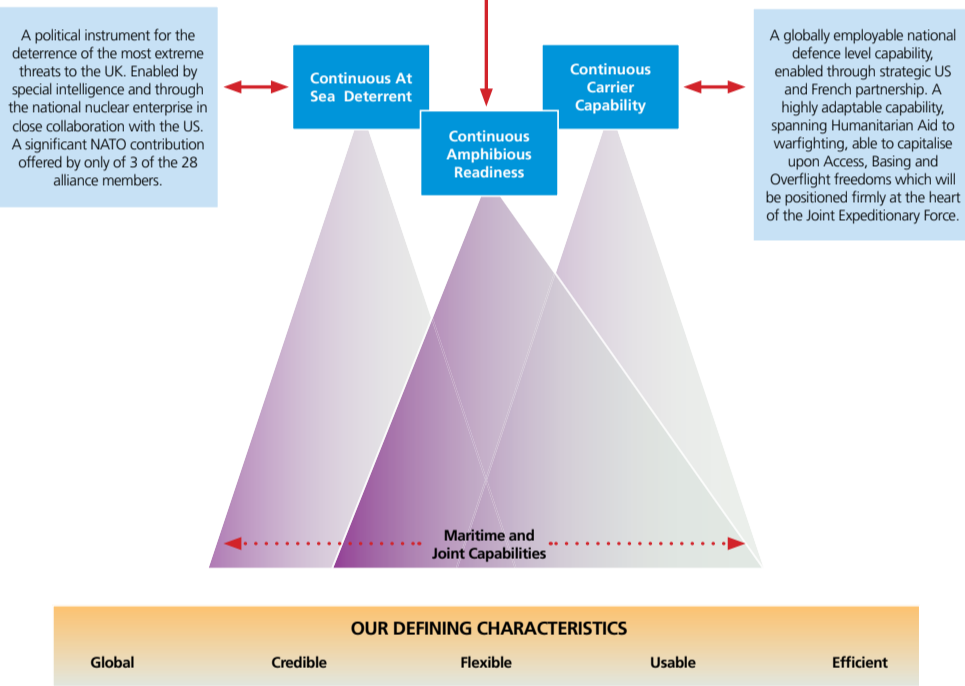 A political instrument for the
deterrence of the most extreme
threats to the UK. Enabled by
special intelligence and through
the national nuclear enterprise in
close collaboration with the US.
A significant NATO contribution
offered by only of 3 of the 28
alliance members.
Continuous At
Sea Deterrent
Continuous
Amphibious
Readiness
Continuous
Carrier
Capability
A globally employable national
defence level capability,
enabled through strategic US
and French partnership. A
highly adaptable capability,
spanning Humanitarian Aid to
warfighting, able to capitalise
upon Access, Basing and
Overflight freedoms which will
be positioned firmly at the heart
of the Joint Expeditionary Force.
Maritime and
Joint Capabilities
OUR DEFINING CHARACTERISTICS
Global Credible Flexible Usable Efficient